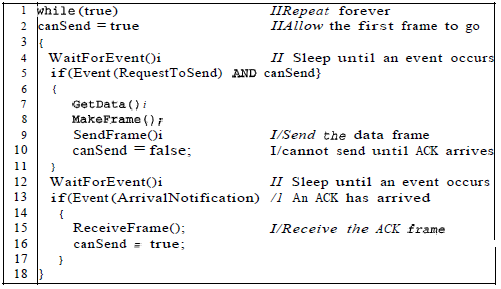 1 while (true) IIRepeat forever
2 canSend = true IIAllow the first frame to go
3 {
4 WaitForEvent()i II Sleep until an event occurs
5 if(Event (RequestToSend) AND canSend}
6 {
7 GetData()i
8 MakeFrame();
9 SendFrame()i I/Send the data frame
10 canSend = false; I/cannot send until ACK arrives
11 }
12 WaitForEvent()i II Sleep until an event occurs
13 if(Event (ArrivalNotification) /1 An ACK has arrived
14 {
15 ReceiveFrame(); I/Receive the ACK frame
16 canSend = true;
17 }
18 }